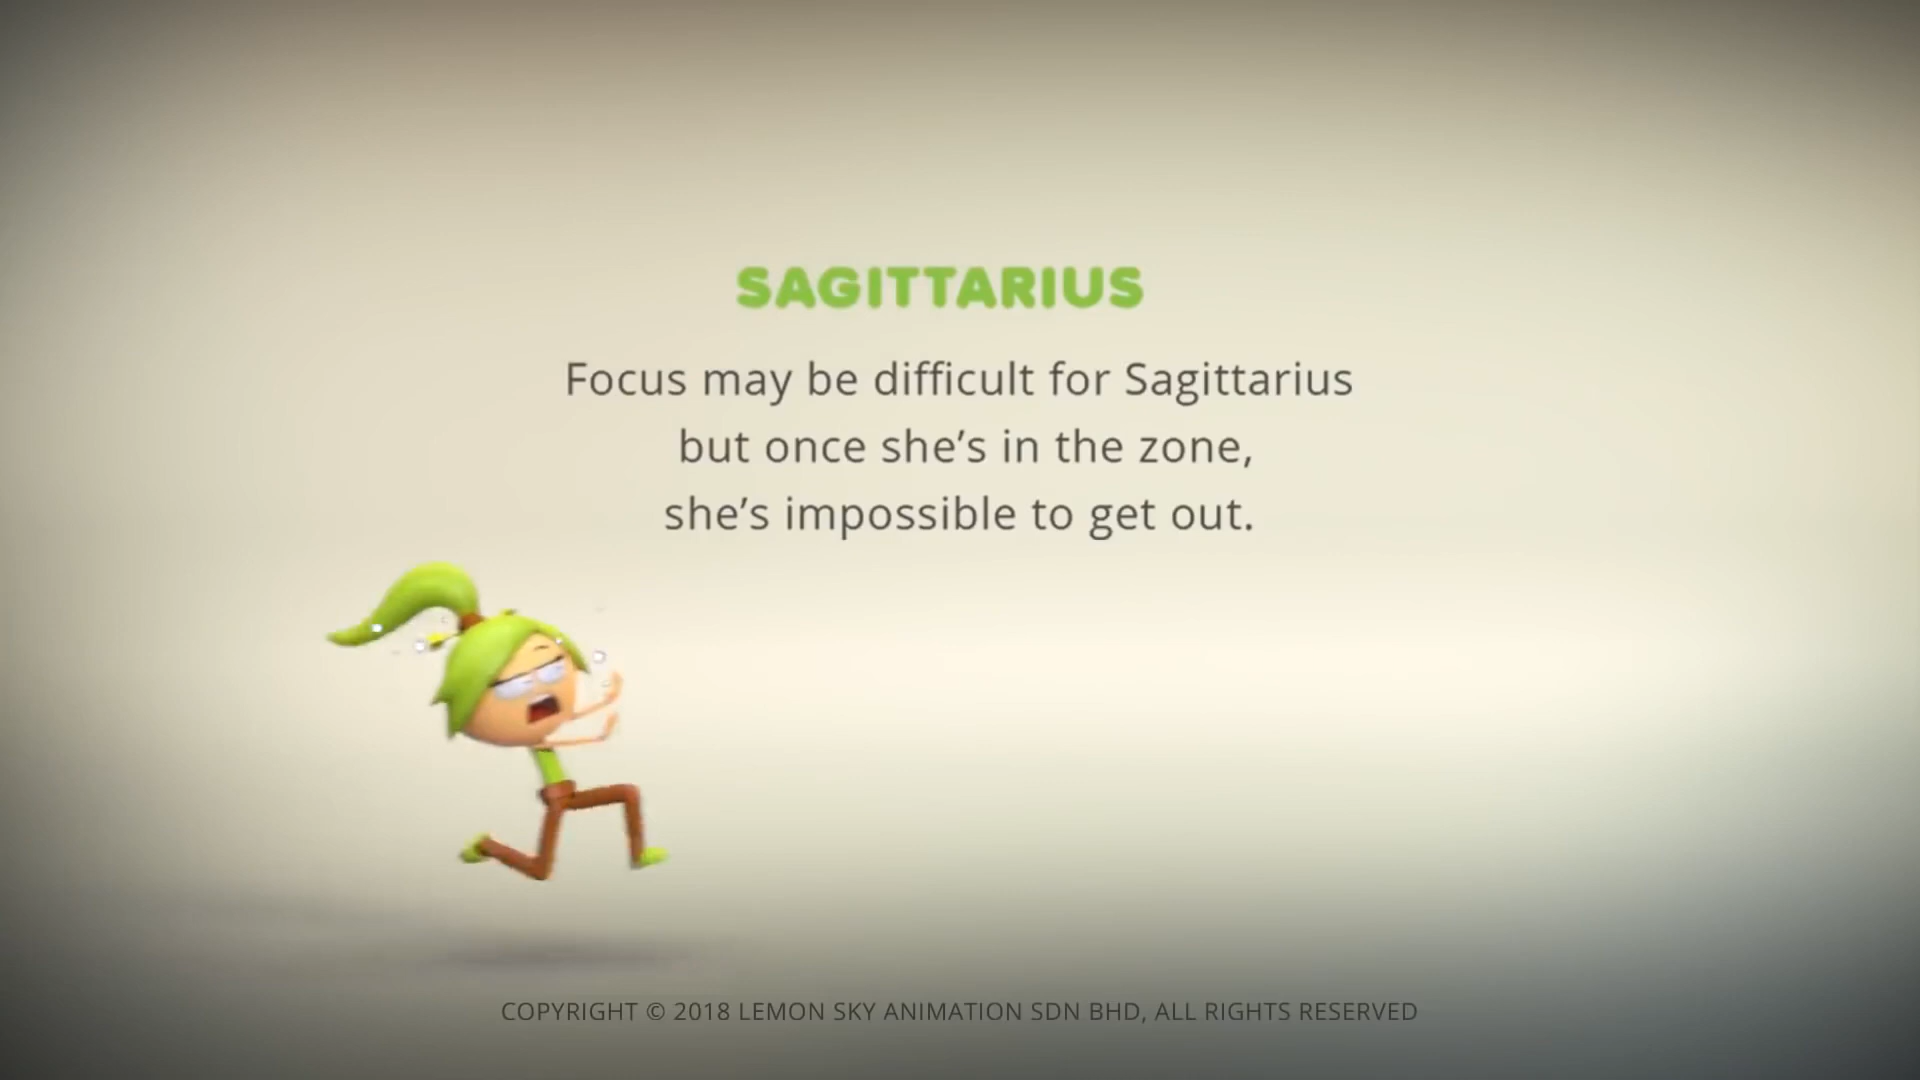 SAGITTARIUS
Focus may be difficult for Sagittarius
but once she’s in the zone,
she’s impossible to get out.
COPYRIGHT © 2018 LEMON SKY ANIMATION SDN BHD, ALL RIGHTS RESERVED